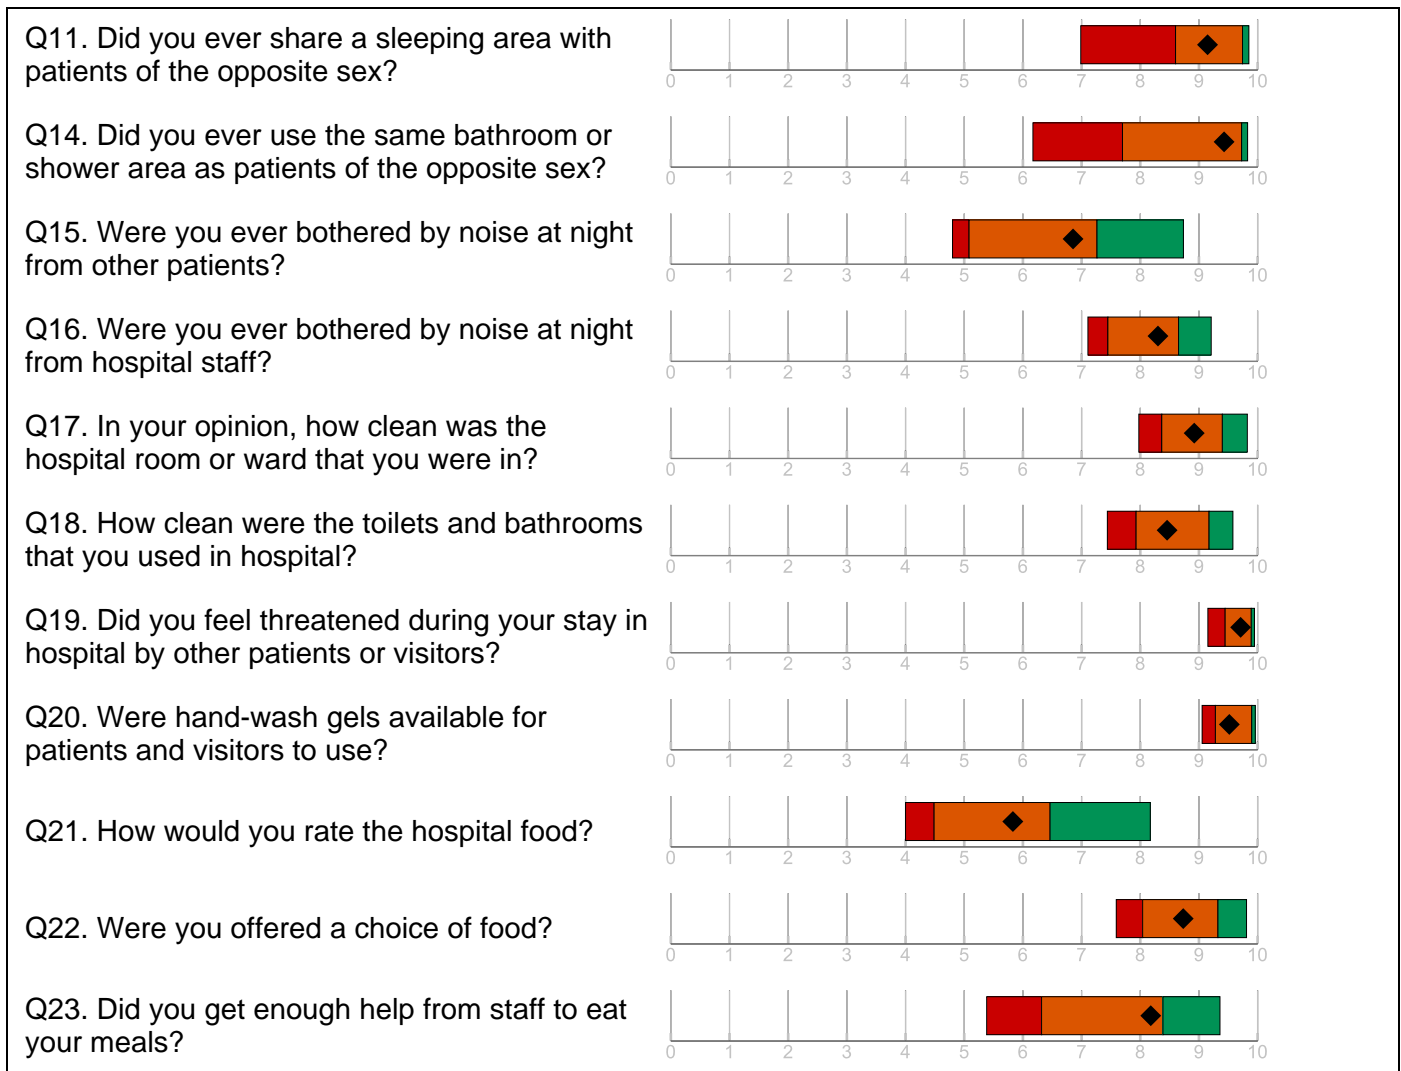 Q11. Did you ever share a sleeping area with
patients of the opposite sex?
0 1 2 3 4 5 6 7 8 9 10
Q14. Did you ever use the same bathroom or
shower area as patients of the opposite sex?
0 1 2 3 4 5 6 7 8 9 10
Q15. Were you ever bothered by noise at night
from other patients?
0 1 2 3 4 5 6 7 8 9 10
Q16. Were you ever bothered by noise at night
from hospital staff?
0 1 2 3 4 5 6 7 8 9 10
Q17. In your opinion, how clean was the
hospital room or ward that you were in?
0 1 2 3 4 5 6 7 8 9 10
Q18. How clean were the toilets and bathrooms
that you used in hospital?
0 1 2 3 4 5 6 7 8 9 10
Q19. Did you feel threatened during your stay in
hospital by other patients or visitors?
0 1 2 3 4 5 6 7 8 9 10
Q20. Were hand-wash gels available for
patients and visitors to use?
0 1 2 3 4 5 6 7 8 9 10
Q21. How would you rate the hospital food?
0 1 2 3 4 5 6 7 8 9 10
Q22. Were you offered a choice of food?
0 1 2 3 4 5 6 7 8 9 10
Q23. Did you get enough help from staff to eat
your meals?
0 1 2 3 4 5 6 7 8 9 10